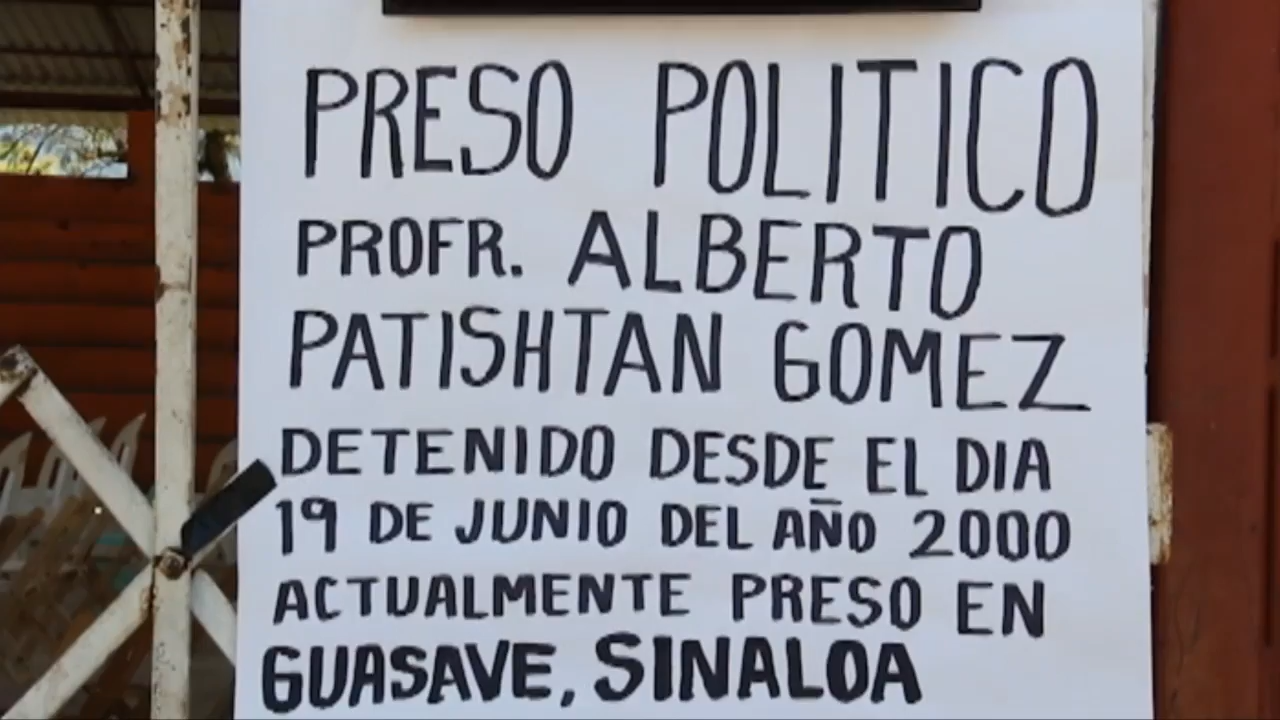 PRESO POLITICO
PROFR. ALBERTO
PATISHTAN GOMEZ
DETENIDO DESDE EL DIA
19 DE JUNIO DEL AÑO 2000
ACTUALMENTE PRESO EN
GUASAVE, SINALOA